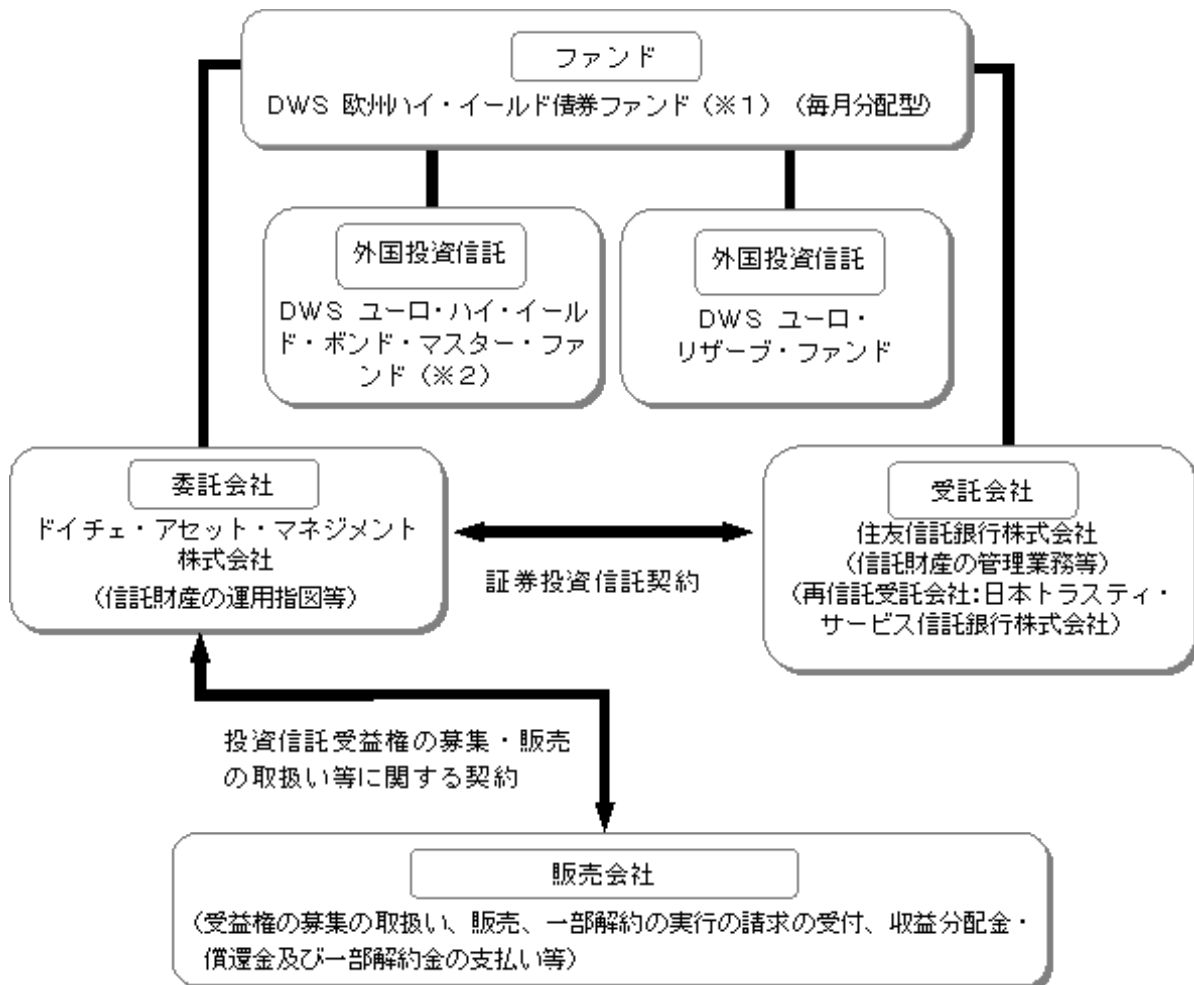 ファンド
DWS 欧州ハイ・イールド債券ファンド（※１）（毎月分配型）
外国投資信託
DWS ユーロ・ハイ・イール
ド・ボンド・マスター・ファ
ンド（※２）
外国投資信託
DWS ユーロ・
リザーブ・ファンド
委託会社
ドイチェ・アセット・マネジメント
株式会社
（信託財産の運用指図等）
証券投資信託契約
受託会社
住友信託銀行株式会社
（信託財産の管理業務等）
（再信託受託会社：日本トラスティ・
サービス信託銀行株式会社）
投資信託受益権の募集・販売
の取扱い等に関する契約
販売会社
（受益権の募集の取扱い、販売、一部解約の実行の請求の受付、収益分配金・
償還金及び一部解約金の支払い等）